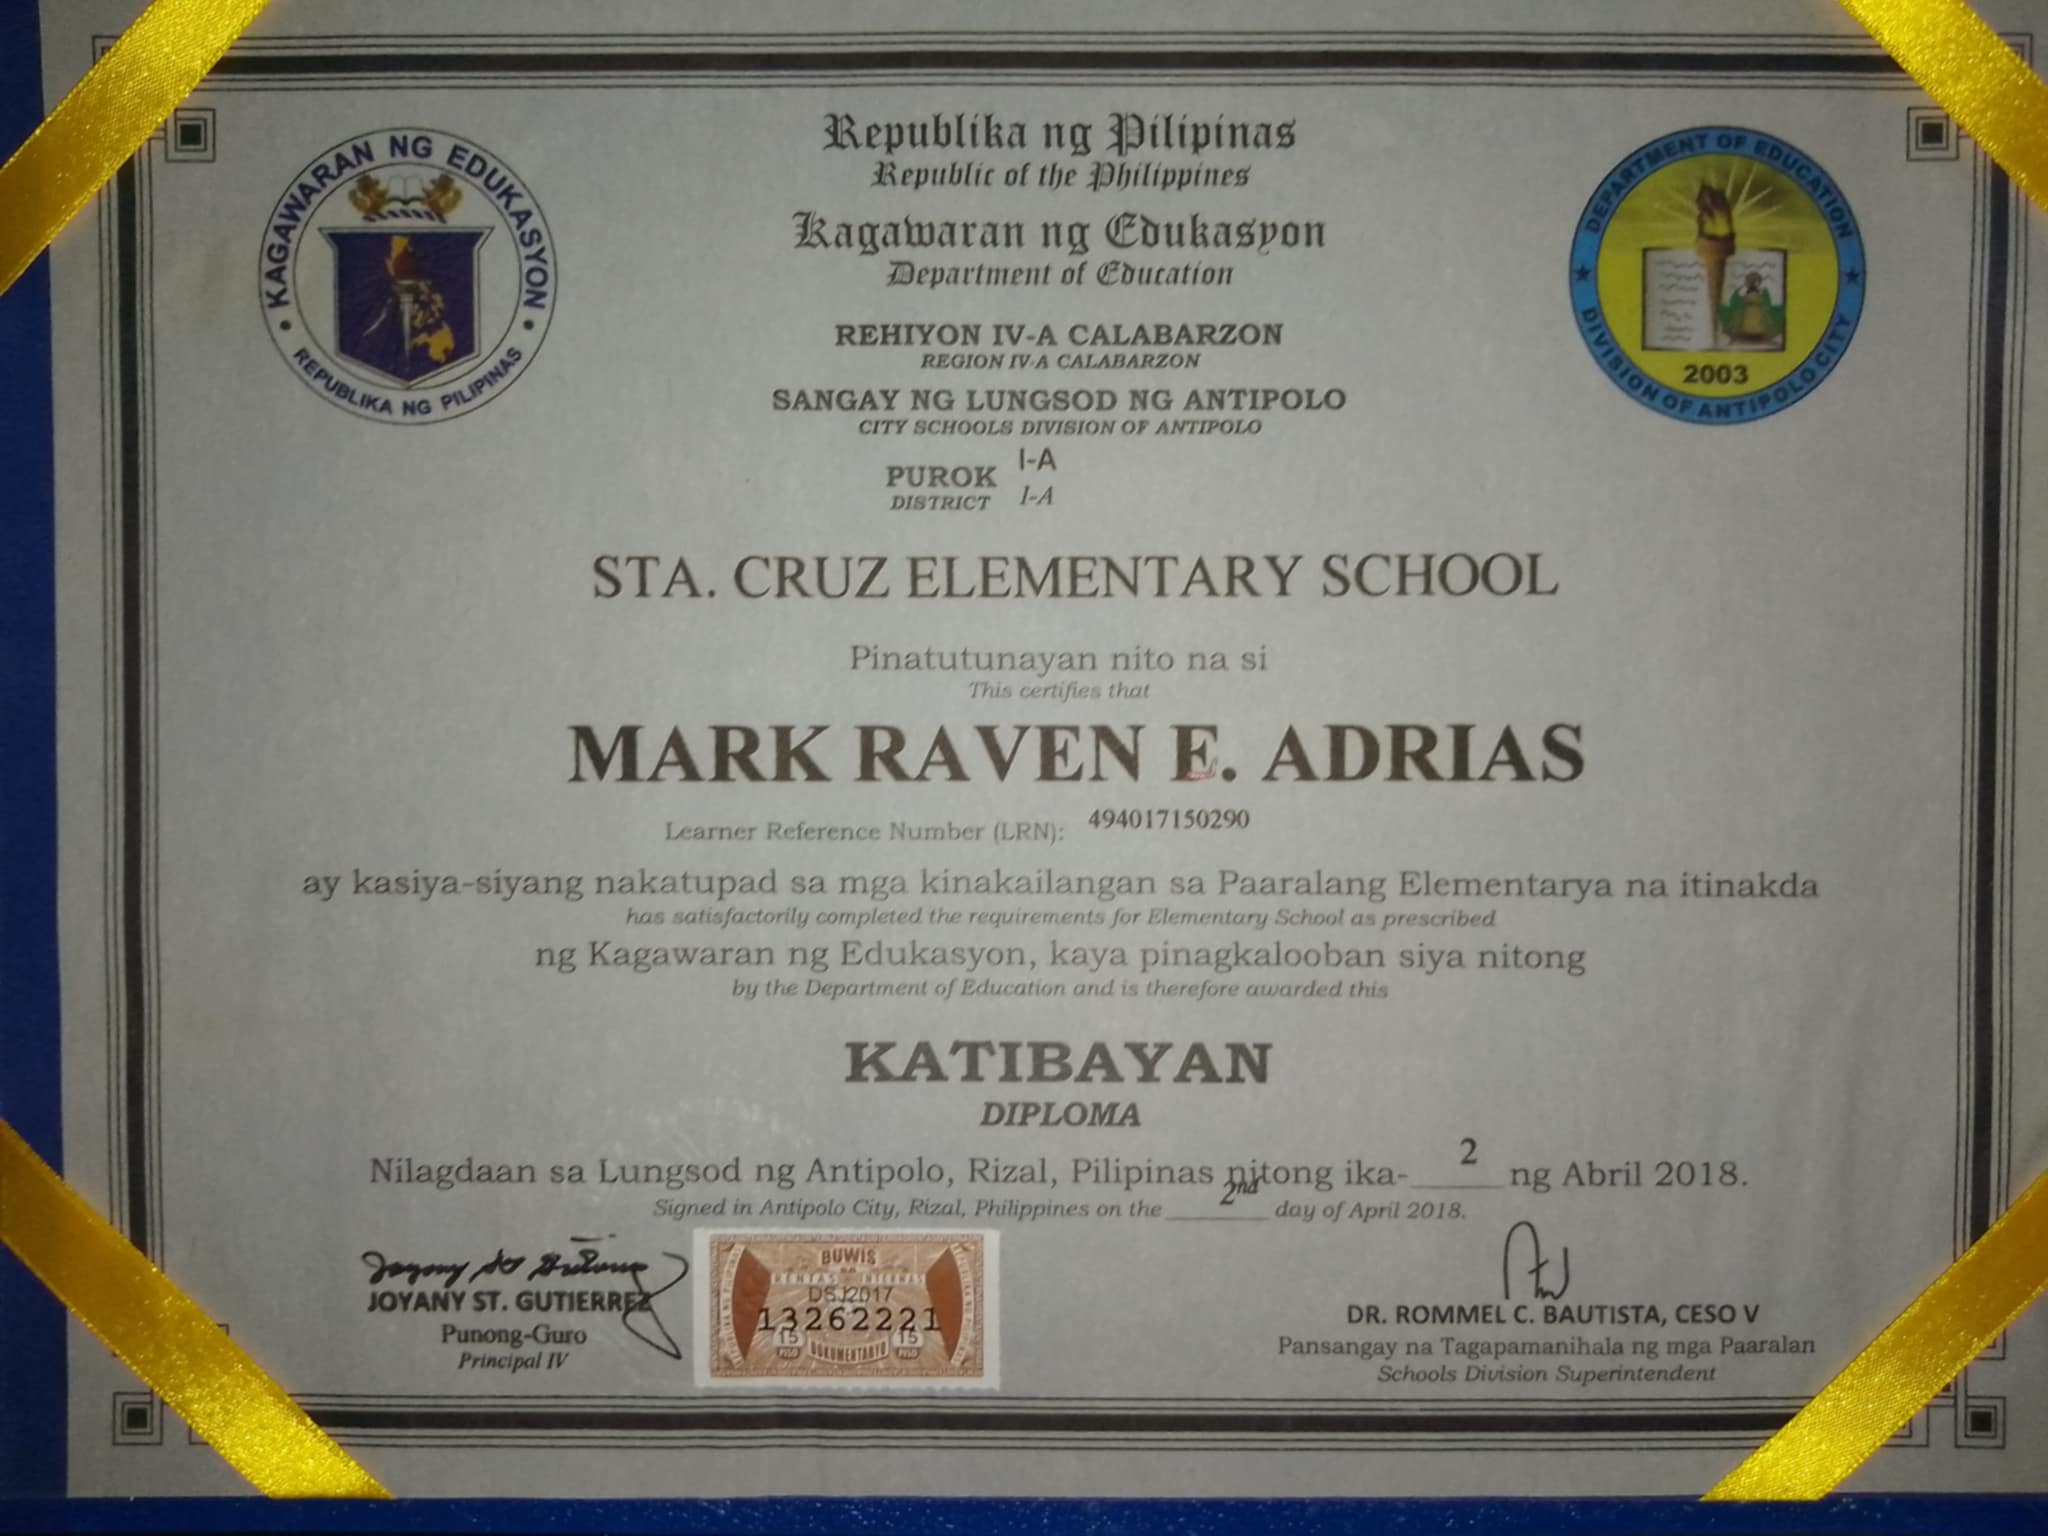 KAGAWARAN NG EDUKASYON
REPUBLIKA NG PILIPINAS
Republika ng Pilipinas
Republic of the Philippines
Kagawaran ng Edukasyon
Department of Education
REHIYON IV-A CALABARZON
REGION IV-A CALABARZON
SANGAY NG LUNGSOD NG ANTIPOLO
CITY SCHOOLS DIVISION OF ANTIPOLO
PUROK I-A
DISTRICT I-A
DEPARTMENT OF EDUCATION
DIVISION OF ANTIPOLO CITY
2003
STA. CRUZ ELEMENTARY SCHOOL
Pinatutunayan nito na si
This certifies that
MARK RAVEN E. ADRIAS
Learner Reference Number (LRN): 494017150290
ay kasiya-siyang nakatupad sa mga kinakailangan sa Paaralang Elementarya na itinakda
has satisfactorily completed the requirements for Elementary School as prescribed
ng Kagawaran ng Edukasyon, kaya pinagkalooban siya nitong
by the Department of Education and is therefore awarded this
KATIBAYAN
DIPLOMA
Nilagdaan sa Lungsod ng Antipolo, Rizal, Pilipinas nitong ika- 2 ng Abril 2018.
Signed in Antipolo City, Rizal, Philippines on the 2nd day of April 2018.
JOYANY ST. GUTIERREZ
Punong-Guro
Principal IV
BUWIS
SA
RENTAS INTERNAS
DSJ2017
13262221
15 15
PISO PISO
DOKUMENTARYO
DR. ROMMEL C. BAUTISTA, CESO V
Pansangay na Tagapamanihala ng mga Paaralan
Schools Division Superintendent